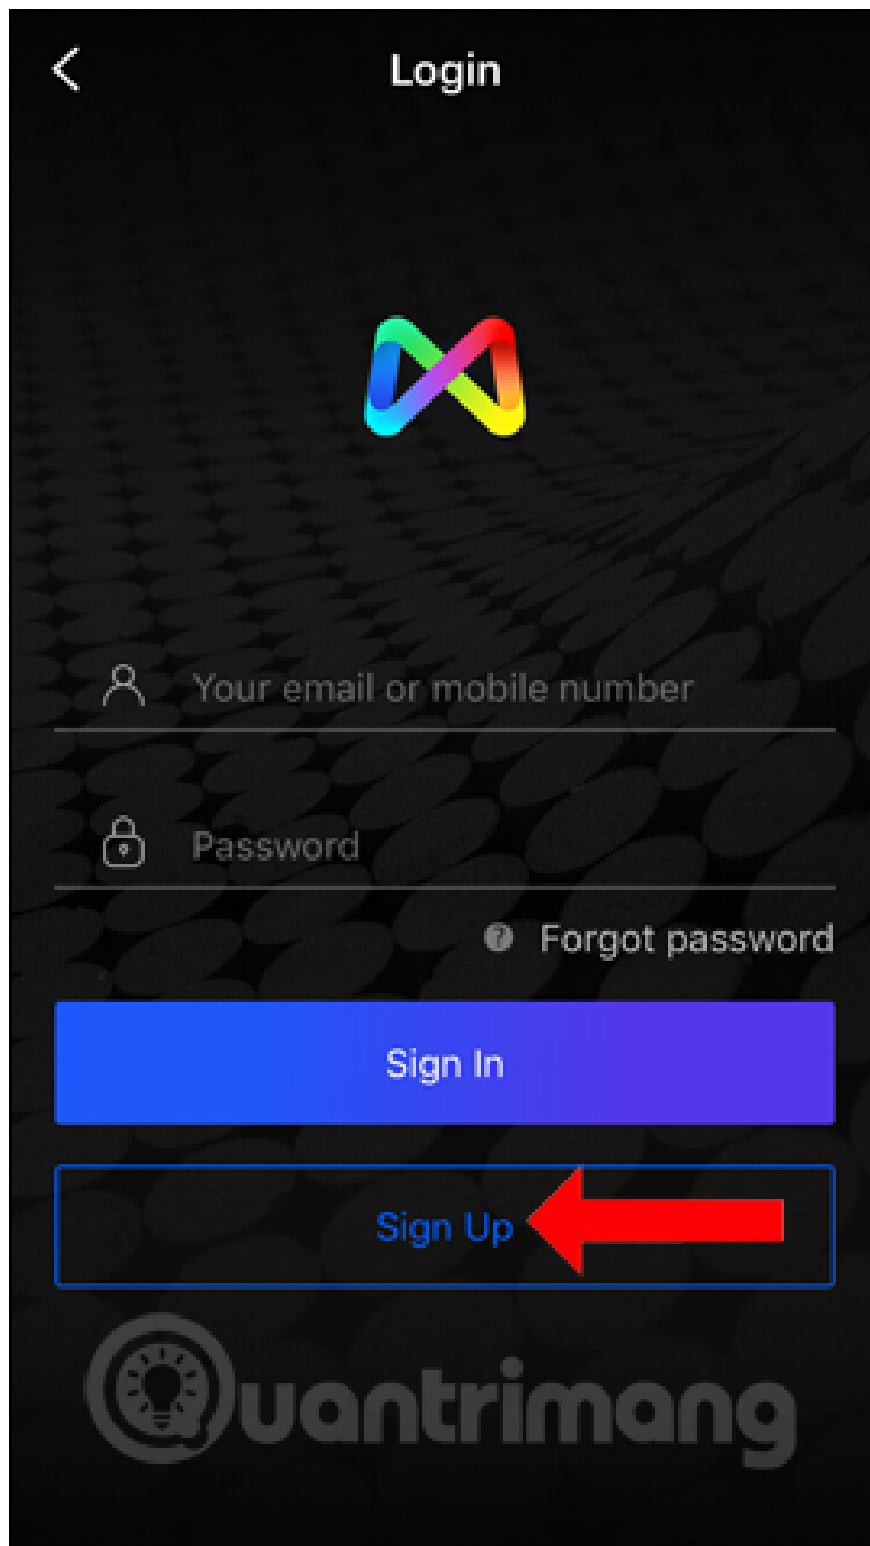 Login
Your email or mobile number
Password
? Forgot password
Sign In
Sign Up
Quantrimang